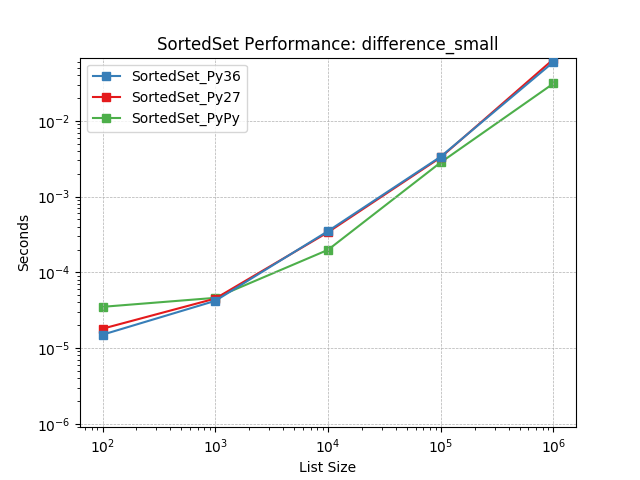 SortedSet Performance: difference_small
SortedSet_Py36
SortedSet_Py27
SortedSet_PyPy
Seconds
10⁻²
10⁻³
10⁻⁴
10⁻⁵
10⁻⁶
10² 10³ 10⁴ 10⁵ 10⁶
List Size